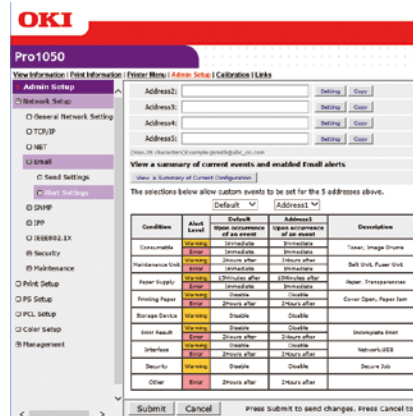 OKI
Pro1050
View Information | Print Information | Printer Menu | Admin Setup | Calibration | Links
Admin Setup
Network Setup
General Network Setting
TCP/IP
NBT
Email
Send Settings
Alert Settings
SNMP
IPP
IEEE802.1X
Security
Maintenance
Print Setup
PS Setup
PCL Setup
Color Setup
Management
Address2: Setting Copy
Address3: Setting Copy
Address4: Setting Copy
Address5: Setting Copy
View a summary of current events and enabled Email alerts
View a Summary of Current Configuration
The selections below allow custom events to be set for the 5 addresses above.
Default Address1
Condition Alert Level Default Upon occurrence of an event Address1 Upon occurrence of an event Description
Consumable Warning Immediate Immediate Toner, Image Drums
Error Immediate Immediate
Maintenance Unit Warning 2Hours after 2Hours after Belt Unit, Fuser Unit
Error Immediate Immediate
Paper Supply Warning 15Minutes after 15Minutes after Paper, Transparencies
Error Immediate Immediate
Printing Paper Warning Disable Disable Cover Open, Paper Jam
Error 2Hours after 2Hours after
Storage Device Warning Disable Disable
Print Result Warning Disable Disable Incomplete Print
Error 2Hours after 2Hours after
Interface Warning Disable Disable Network,USB
Error 2Hours after 2Hours after
Security Warning Disable Disable Secure Job
Other Error 2Hours after 2Hours after
Submit Cancel Press Submit to send changes. Press Cancel to